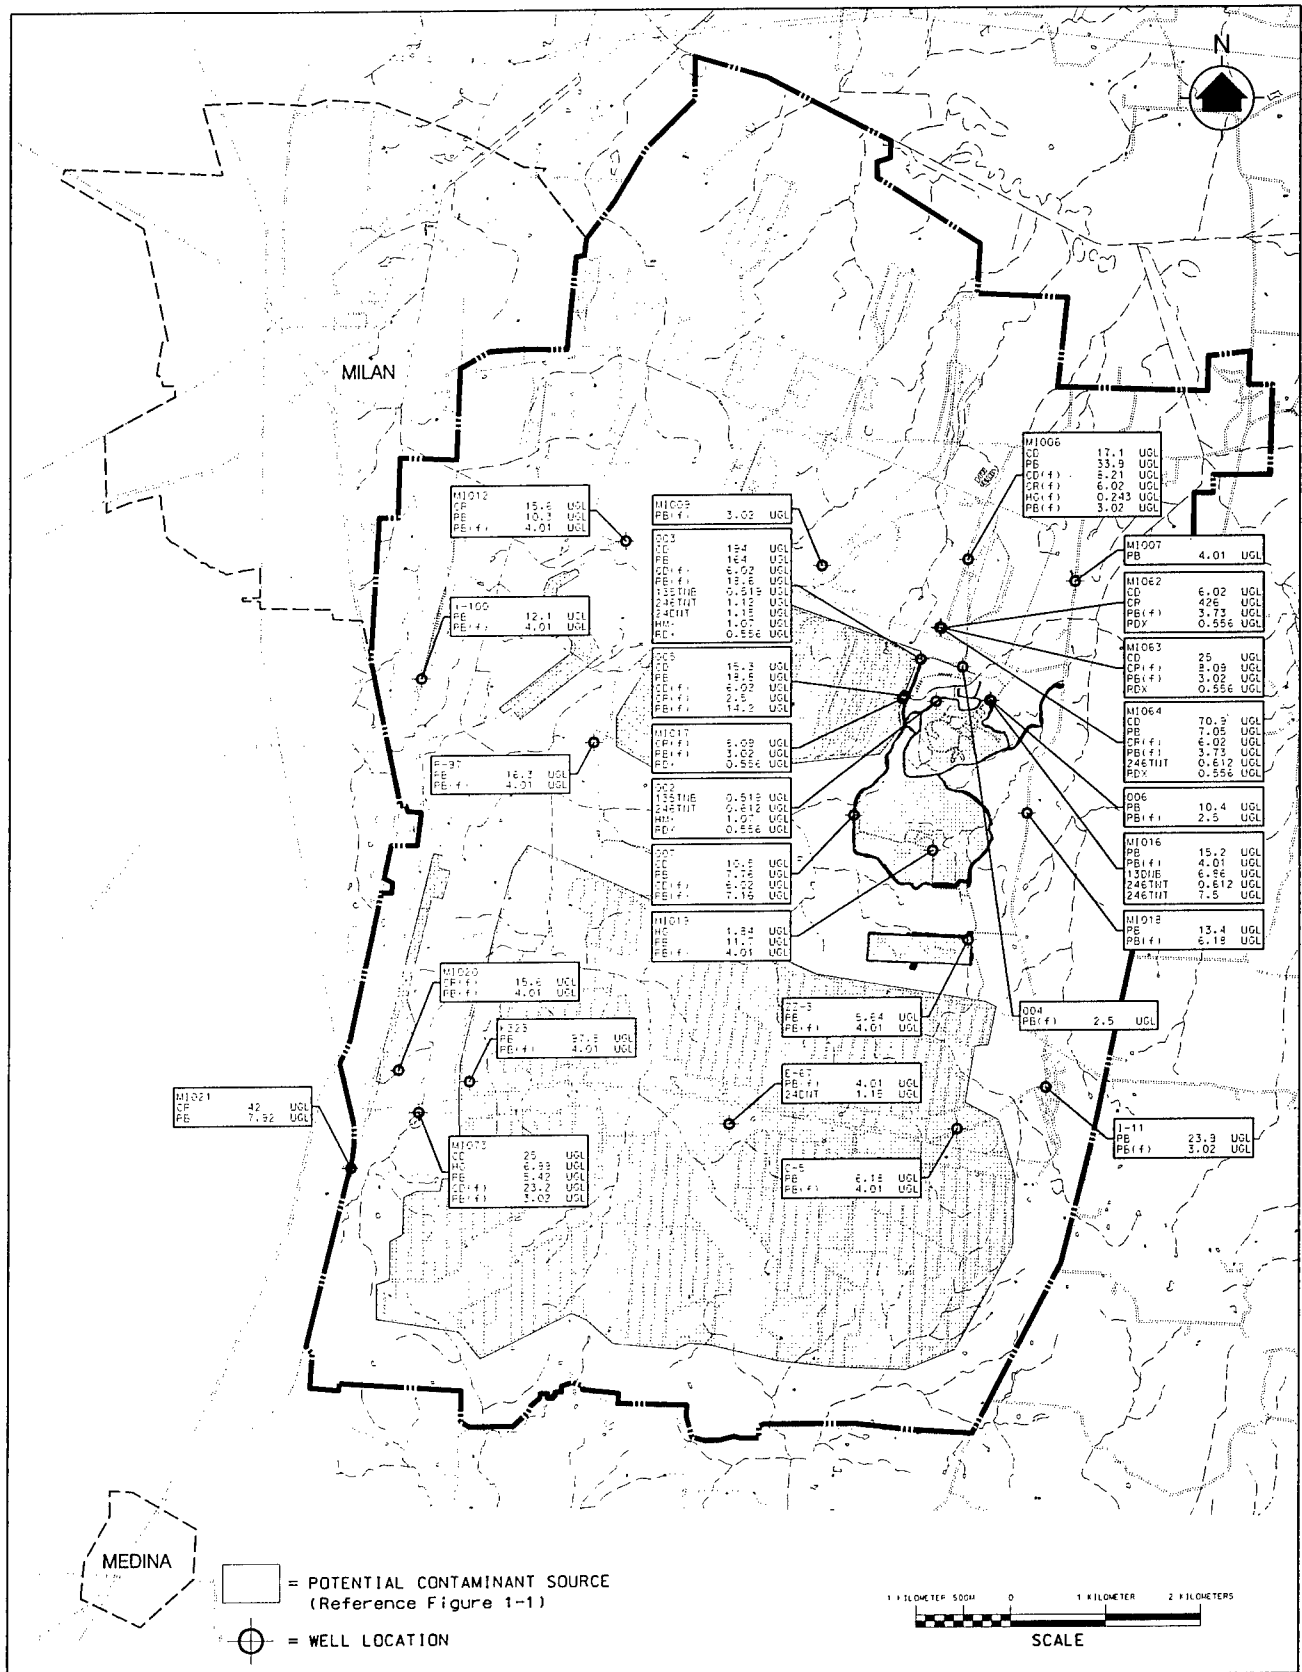 N
MILAN
MI006
CD 17.1 UGL
PB 33.9 UGL
CD(f) 8.21 UGL
CR(f) 6.02 UGL
HG(f) 0.243 UGL
PB(f) 3.02 UGL
MI012
CR 15.6 UGL
PB 10.3 UGL
PB(f) 4.01 UGL
MI009
PB(f) 3.02 UGL
003
CD 194 UGL
PB 164 UGL
CD(f) 6.02 UGL
PB(f) 18.6 UGL
135TNB 0.519 UGL
246TNT 1.12 UGL
24DNT 1.15 UGL
1.07 UGL
0.556 UGL
MI007
PB 4.01 UGL
MI062
CD 6.02 UGL
CR 426 UGL
PB(f) 3.73 UGL
RDX 0.556 UGL
PB 12.1 UGL
PB(f) 4.01 UGL
MI063
CD 25 UGL
CR(f) 8.09 UGL
PB(f) 3.02 UGL
RDX 0.556 UGL
005
CD 15.3 UGL
PB 18.6 UGL
CD(f) 6.02 UGL
CR(f) 2.5 UGL
PB(f) 14.2 UGL
MI064
CD 70.9 UGL
PB 7.05 UGL
CR(f) 6.02 UGL
PB(f) 3.73 UGL
246TNT 0.612 UGL
RDX 0.556 UGL
MI017
CR(f) 8.09 UGL
PB(f) 3.02 UGL
0.556 UGL
PB 16.3 UGL
PB(f) 4.01 UGL
002
135TNB 0.519 UGL
246TNT 0.612 UGL
1.07 UGL
0.556 UGL
006
PB 10.4 UGL
PB(f) 2.5 UGL
MI016
PB 15.2 UGL
PB(f) 4.01 UGL
13DNB 6.96 UGL
246TNT 0.612 UGL
246TNT 7.5 UGL
007
CD 10.5 UGL
PB 7.76 UGL
CD(f) 6.02 UGL
PB(f) 7.16 UGL
MI019
HG 1.84 UGL
PB 11.7 UGL
PB(f) 4.01 UGL
MI018
PB 13.4 UGL
PB(f) 6.18 UGL
MI020
CR(f) 15.6 UGL
PB(f) 4.01 UGL
PB 5.64 UGL
PB(f) 4.01 UGL
004
PB(f) 2.5 UGL
K323
PB 97.9 UGL
PB(f) 4.01 UGL
E-67
PB(f) 4.01 UGL
24DNT 1.15 UGL
MI021
CR 42 UGL
PB 7.92 UGL
I-11
PB 23.9 UGL
PB(f) 3.02 UGL
MI073
CD 25 UGL
HG 6.99 UGL
PB 5.42 UGL
CD(f) 23.2 UGL
PB(f) 3.02 UGL
C-5
PB 6.18 UGL
PB(f) 4.01 UGL
MEDINA
= POTENTIAL CONTAMINANT SOURCE
(Reference Figure 1-1)
= WELL LOCATION
1 KILOMETER 500M 0 1 KILOMETER 2 KILOMETERS
SCALE